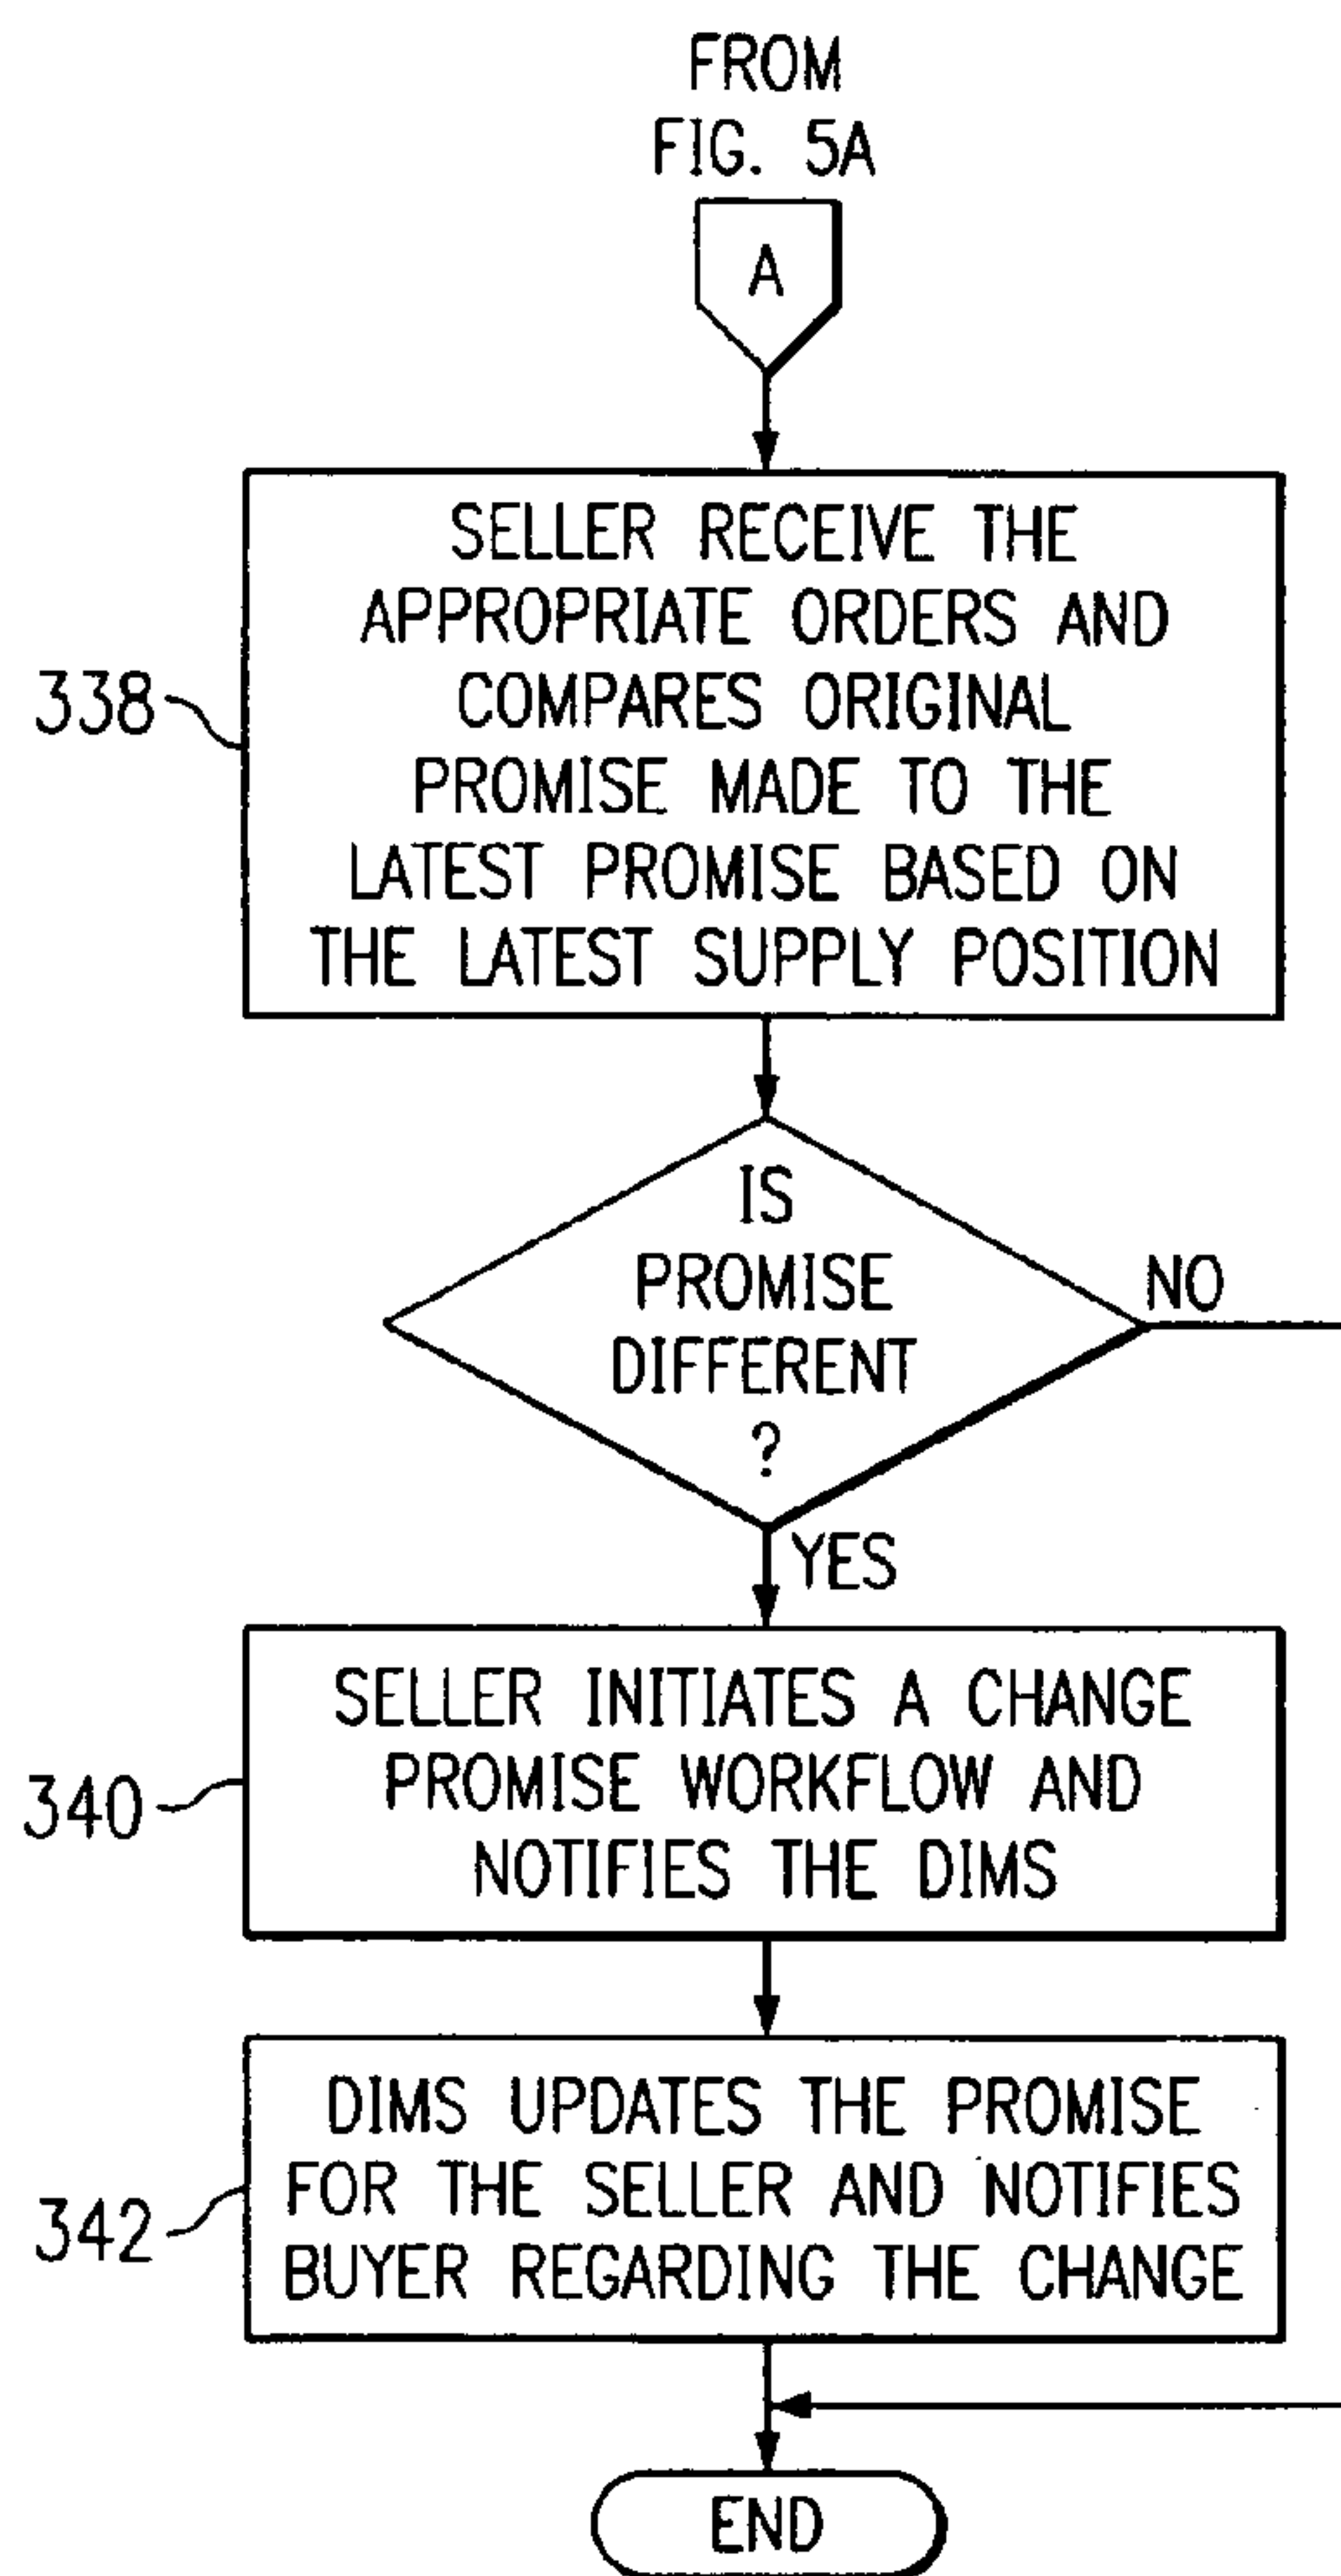 FROM
FIG. 5A
A
SELLER RECEIVE THE
APPROPRIATE ORDERS AND
COMPARES ORIGINAL
PROMISE MADE TO THE
LATEST PROMISE BASED ON
THE LATEST SUPPLY POSITION
338
IS
PROMISE
DIFFERENT
?
NO
YES
SELLER INITIATES A CHANGE
PROMISE WORKFLOW AND
NOTIFIES THE DIMS
340
DIMS UPDATES THE PROMISE
FOR THE SELLER AND NOTIFIES
BUYER REGARDING THE CHANGE
342
END